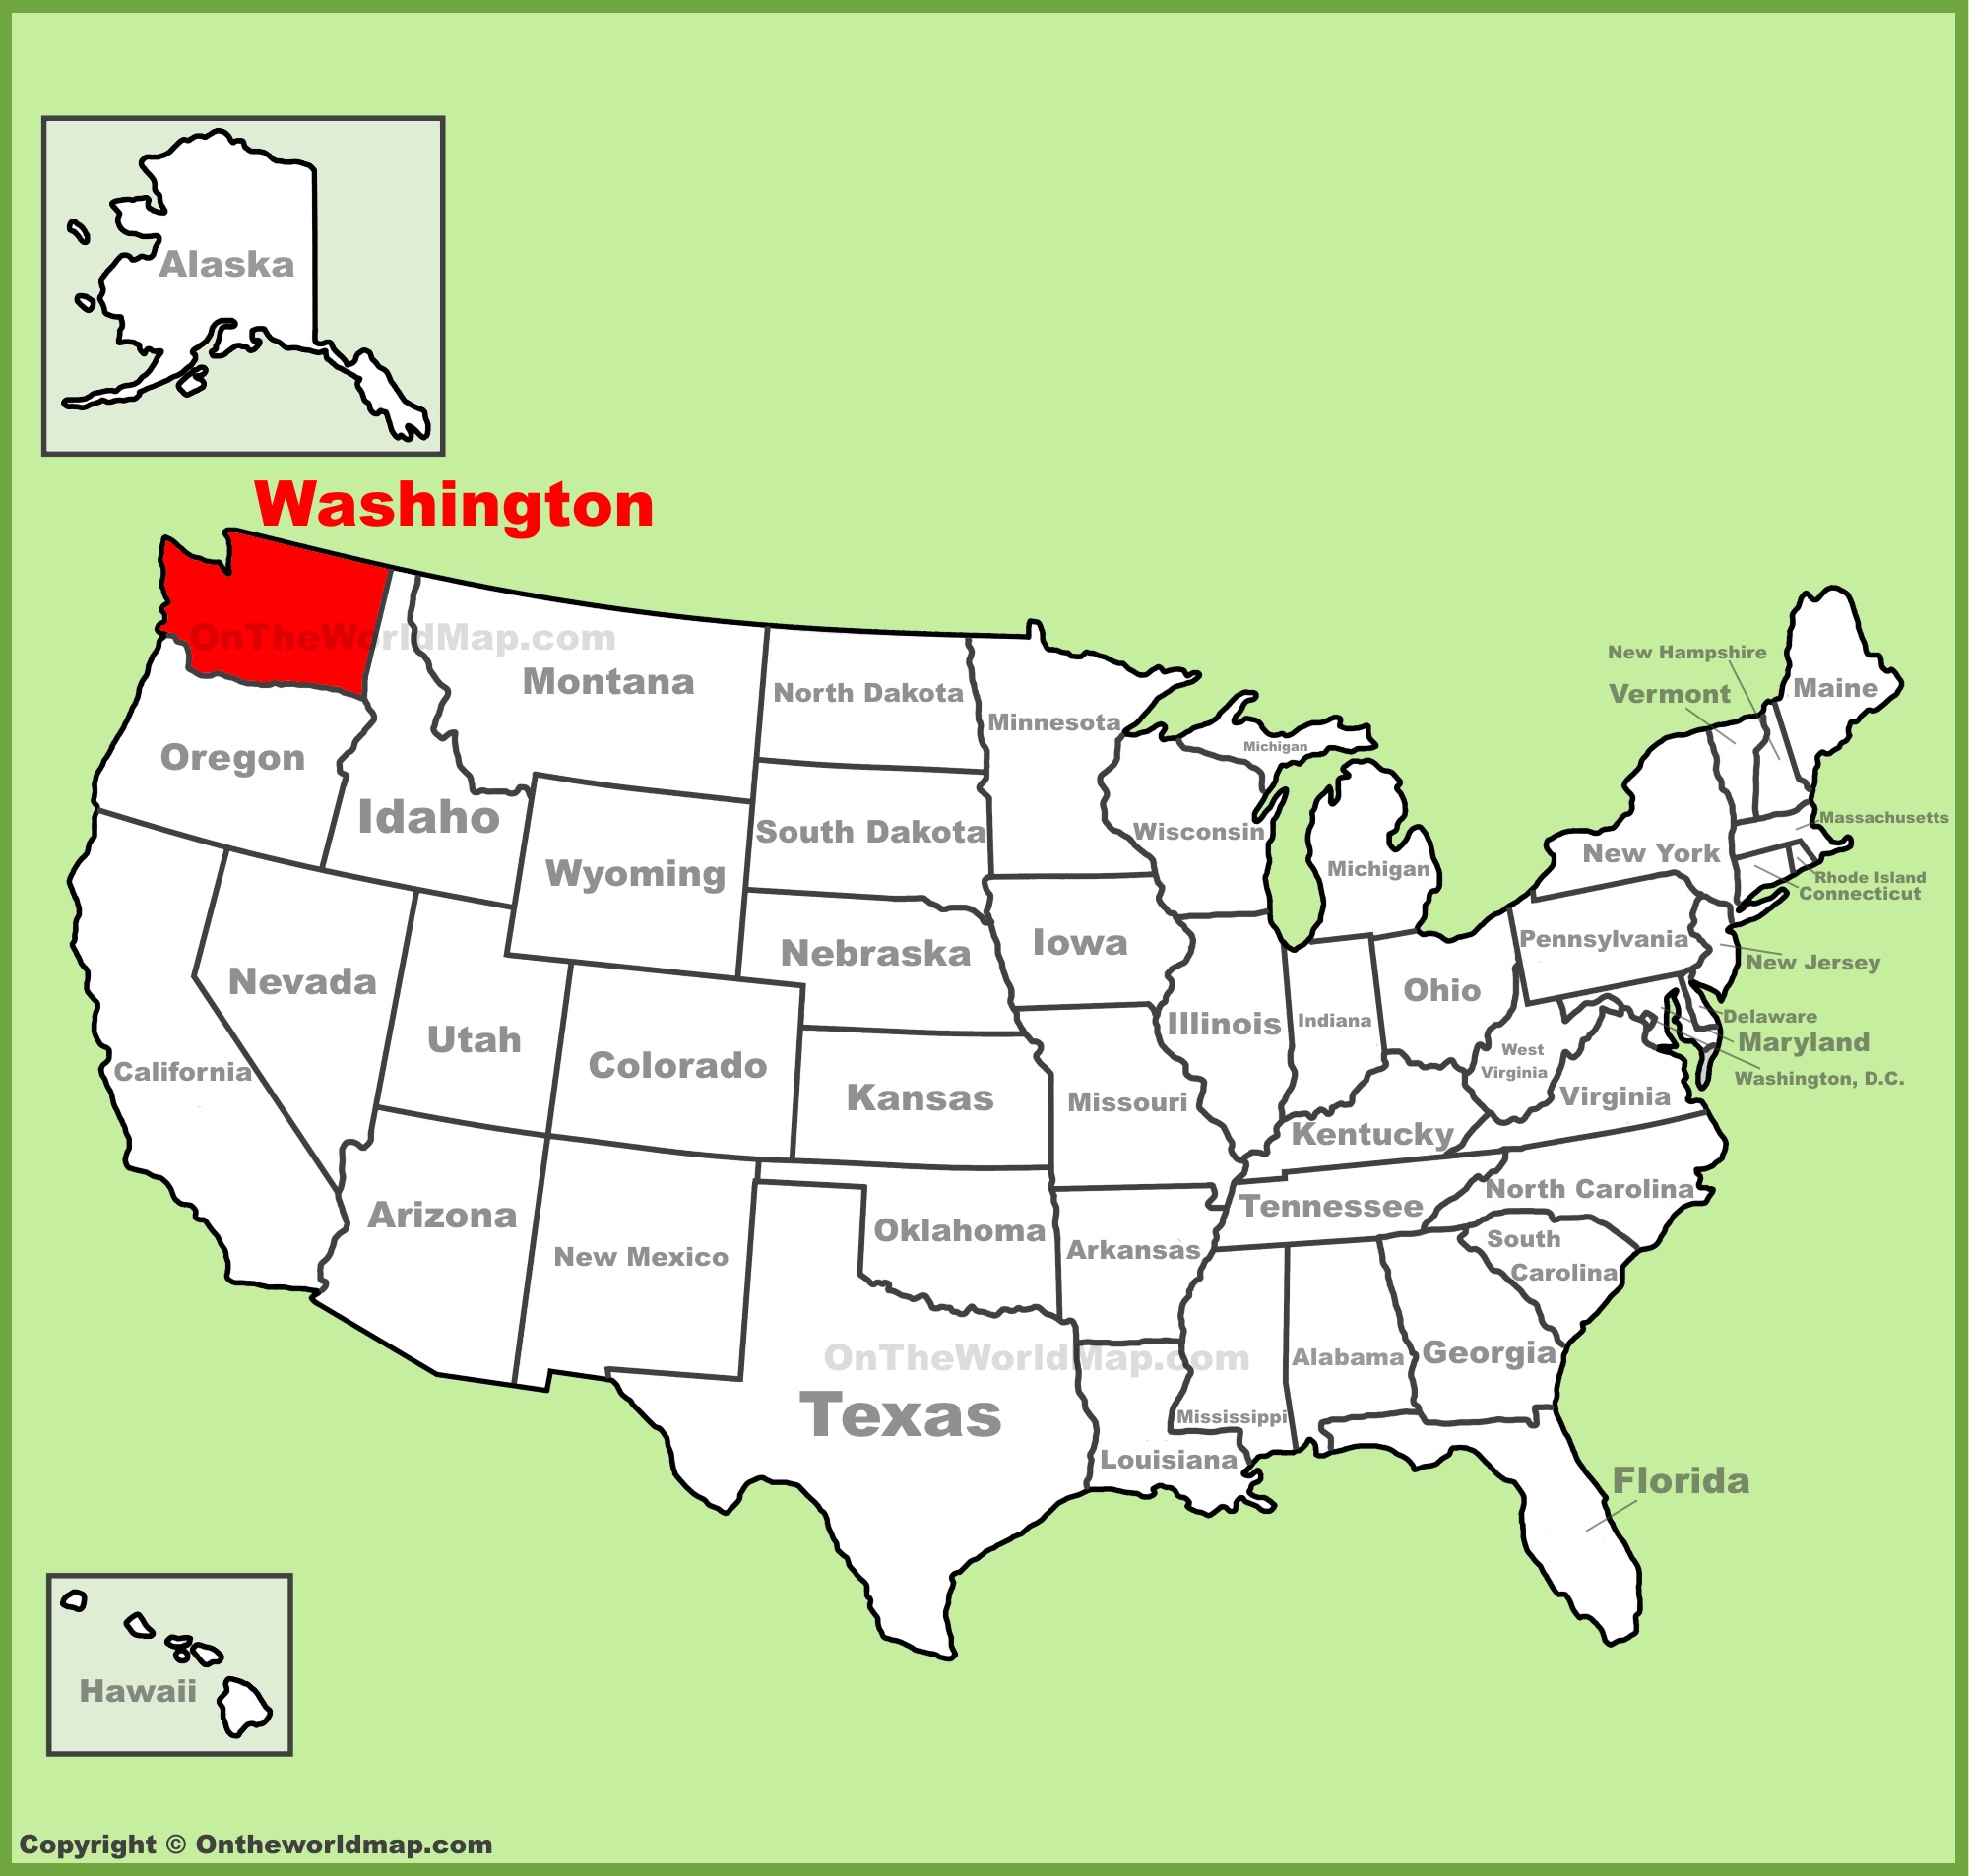 Alaska
Washington
OnTheWorldMap.com
Montana
North Dakota
Minnesota
New Hampshire
Vermont
Maine
Michigan
Oregon
Idaho
South Dakota
Wisconsin
Massachusetts
Wyoming
New York
Michigan
Rhode Island
Connecticut
Iowa
Pennsylvania
Nebraska
New Jersey
Nevada
Ohio
Illinois
Indiana
Delaware
Utah
Maryland
West
Virginia
California
Colorado
Washington, D.C.
Kansas
Missouri
Virginia
Kentucky
North Carolina
Arizona
Tennessee
Oklahoma
New Mexico
Arkansas
South
Carolina
OnTheWorldMap.com
Alabama
Georgia
Texas
Mississippi
Louisiana
Florida
Hawaii
Copyright © Ontheworldmap.com